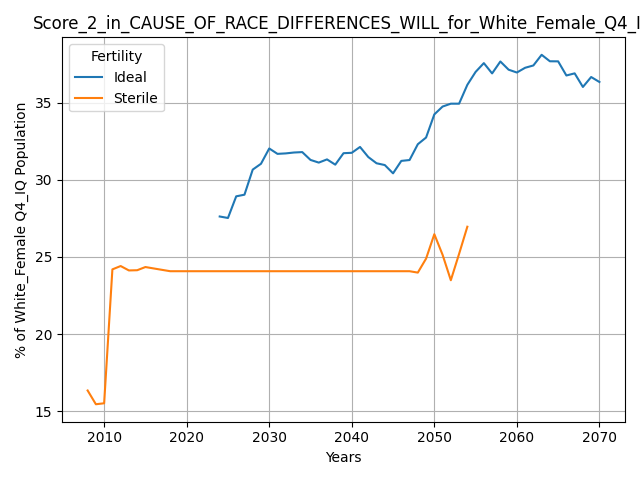 Score_2_in_CAUSE_OF_RACE_DIFFERENCES_WILL_for_White_Female_Q4_I
Fertility
Ideal
Sterile
% of White_Female Q4_IQ Population
35
30
25
20
15
2010 2020 2030 2040 2050 2060 2070
Years